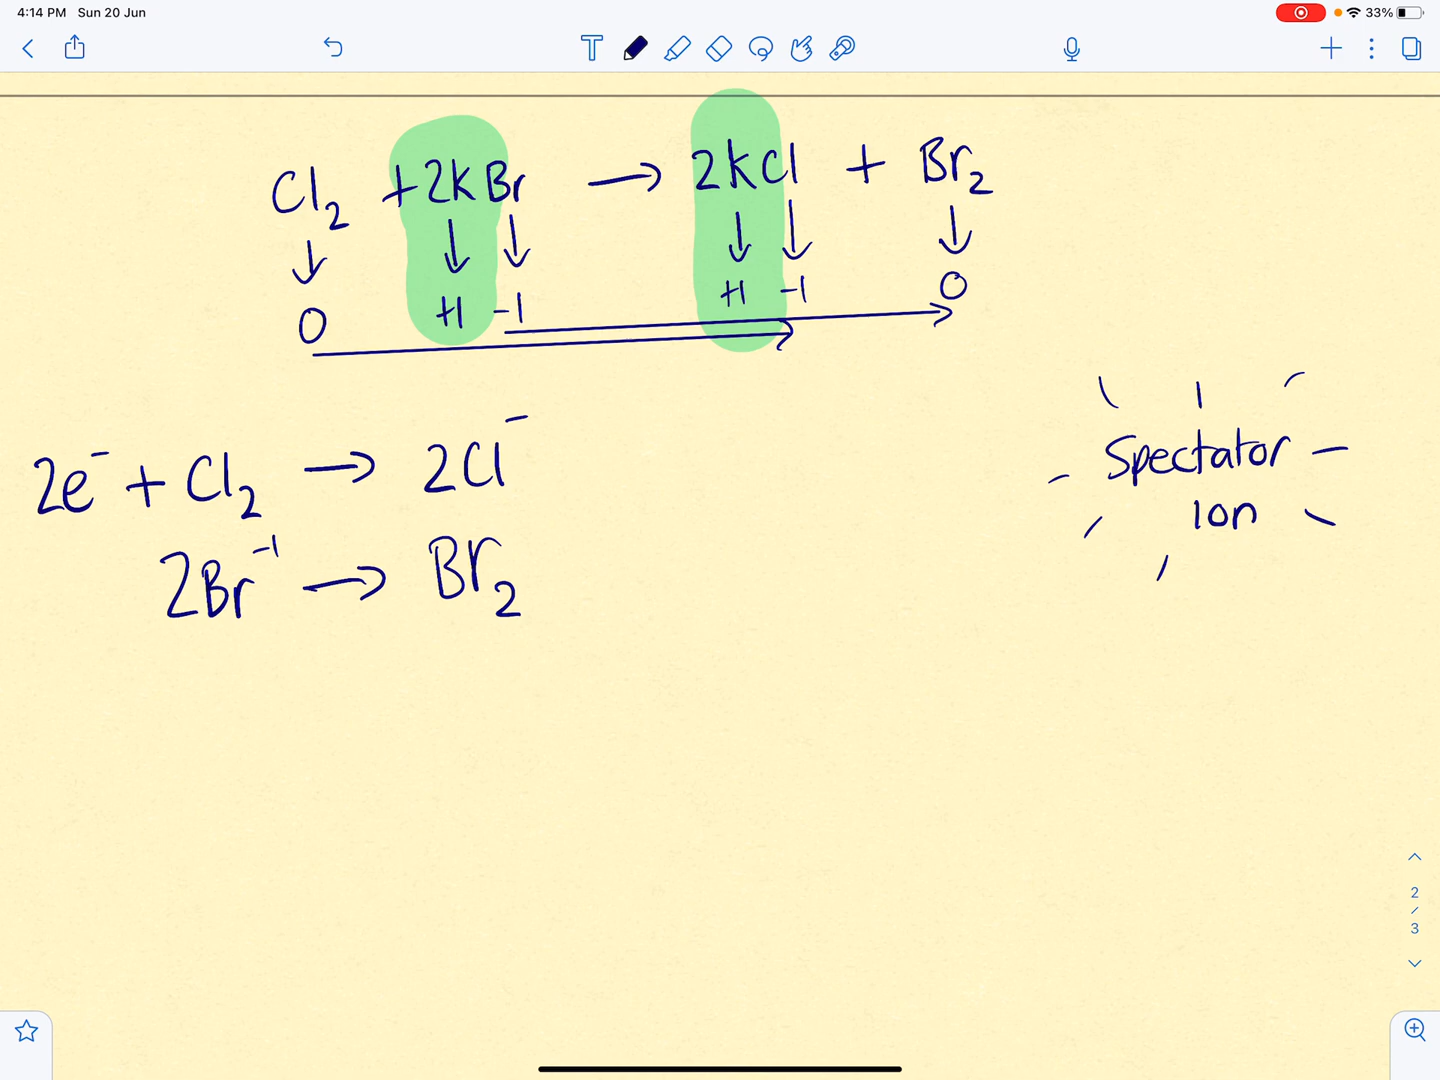 4:14 PM Sun 20 Jun 33%
Cl₂ + 2KBr → 2KCl + Br₂
↓ ↓ ↓ ↓ ↓ ↓
0 +1 -1 +1 -1 0
2e⁻ + Cl₂ → 2Cl⁻
2Br⁻¹ → Br₂
Spectator
Ion
2
/
3